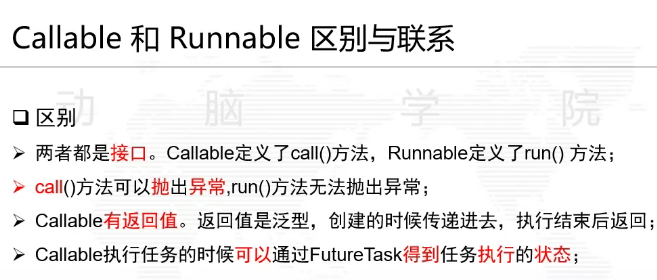 Callable 和 Runnable 区别与联系
动脑学院
❑ 区别
➢ 两者都是接口。Callable定义了call()方法，Runnable定义了run() 方法；
➢ call()方法可以抛出异常,run()方法无法抛出异常；
➢ Callable有返回值。返回值是泛型，创建的时候传递进去，执行结束后返回；
➢ Callable执行任务的时候可以通过FutureTask得到任务执行的状态；